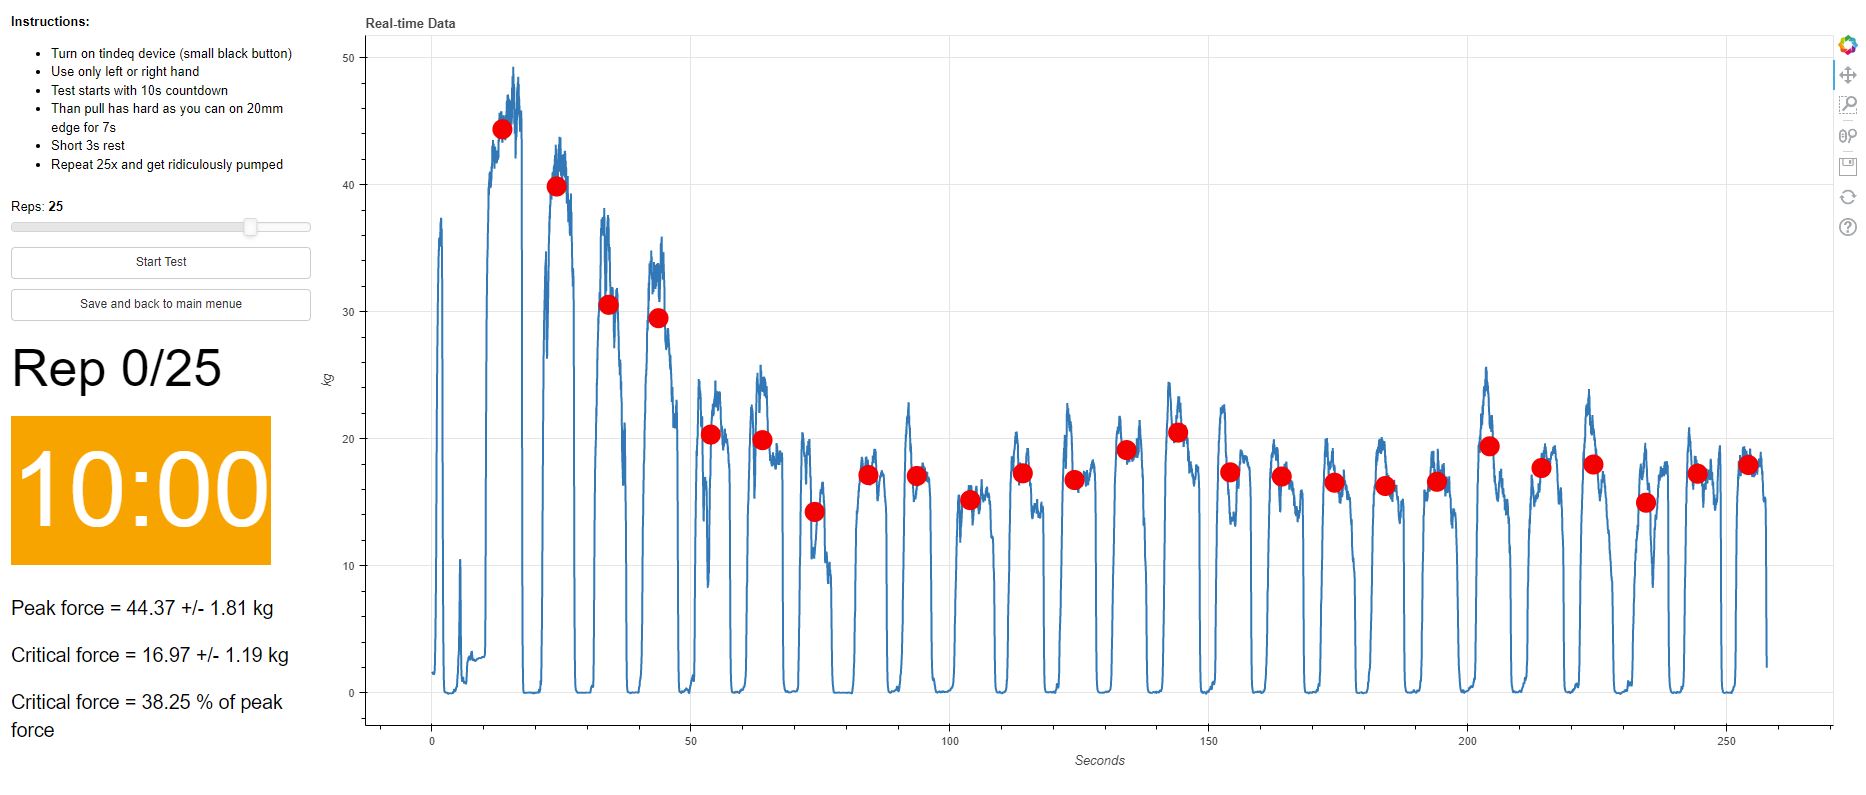 Instructions:
Turn on tindeq device (small black button)
Use only left or right hand
Test starts with 10s countdown
Than pull has hard as you can on 20mm
edge for 7s
Short 3s rest
Repeat 25x and get ridiculously pumped
Reps: 25
Start Test
Save and back to main menue
Rep 0/25
10:00
Peak force = 44.37 +/- 1.81 kg
Critical force = 16.97 +/- 1.19 kg
Critical force = 38.25 % of peak
force
Real-time Data
50
40
30
20
10
0
kg
0
50
100
150
200
250
Seconds